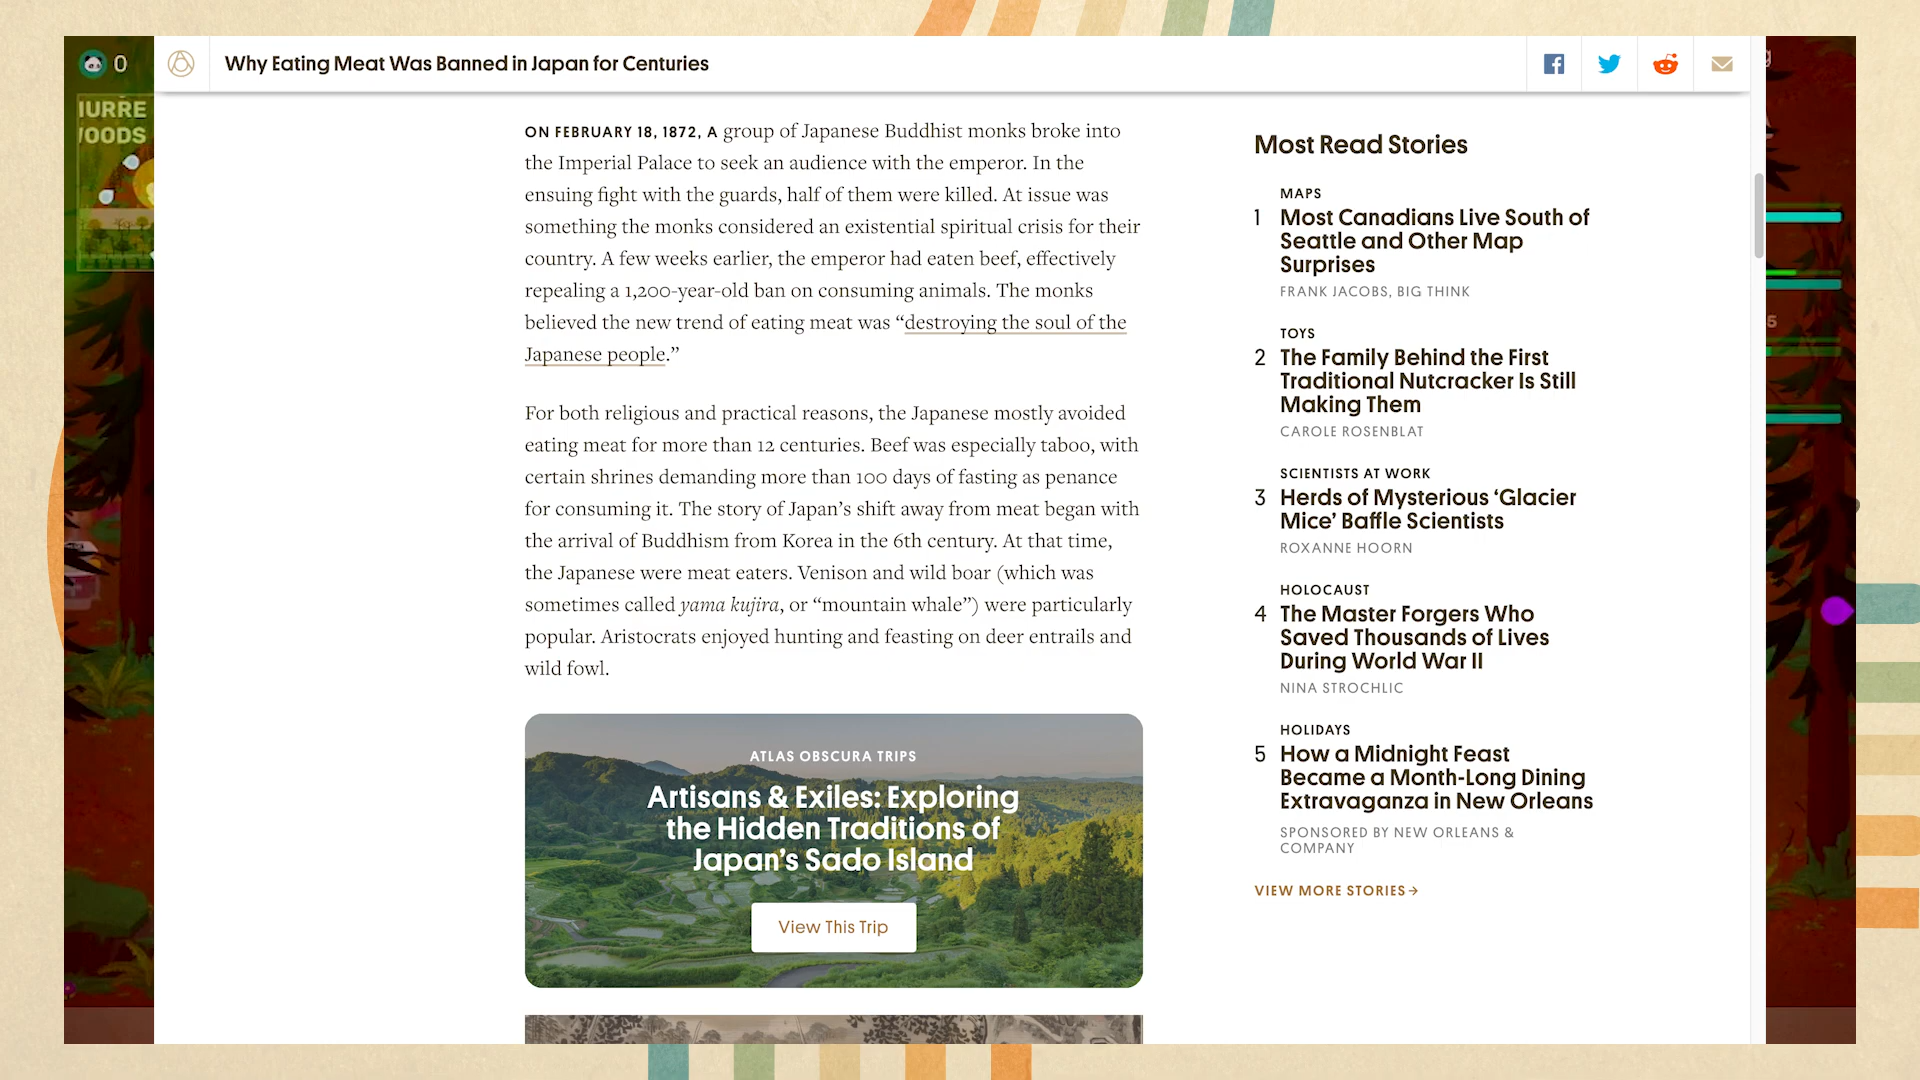 0
Why Eating Meat Was Banned in Japan for Centuries
ON FEBRUARY 18, 1872, A group of Japanese Buddhist monks broke into
the Imperial Palace to seek an audience with the emperor. In the
ensuing fight with the guards, half of them were killed. At issue was
something the monks considered an existential spiritual crisis for their
country. A few weeks earlier, the emperor had eaten beef, effectively
repealing a 1,200-year-old ban on consuming animals. The monks
believed the new trend of eating meat was “destroying the soul of the
Japanese people.”
For both religious and practical reasons, the Japanese mostly avoided
eating meat for more than 12 centuries. Beef was especially taboo, with
certain shrines demanding more than 100 days of fasting as penance
for consuming it. The story of Japan’s shift away from meat began with
the arrival of Buddhism from Korea in the 6th century. At that time,
the Japanese were meat eaters. Venison and wild boar (which was
sometimes called yama kujira, or “mountain whale”) were particularly
popular. Aristocrats enjoyed hunting and feasting on deer entrails and
wild fowl.
ATLAS OBSCURA TRIPS
Artisans & Exiles: Exploring
the Hidden Traditions of
Japan’s Sado Island
View This Trip
Most Read Stories
MAPS
1 Most Canadians Live South of
Seattle and Other Map
Surprises
FRANK JACOBS, BIG THINK
TOYS
2 The Family Behind the First
Traditional Nutcracker Is Still
Making Them
CAROLE ROSENBLAT
SCIENTISTS AT WORK
3 Herds of Mysterious ‘Glacier
Mice’ Baffle Scientists
ROXANNE HOORN
HOLOCAUST
4 The Master Forgers Who
Saved Thousands of Lives
During World War II
NINA STROCHLIC
HOLIDAYS
5 How a Midnight Feast
Became a Month-Long Dining
Extravaganza in New Orleans
SPONSORED BY NEW ORLEANS &
COMPANY
VIEW MORE STORIES→